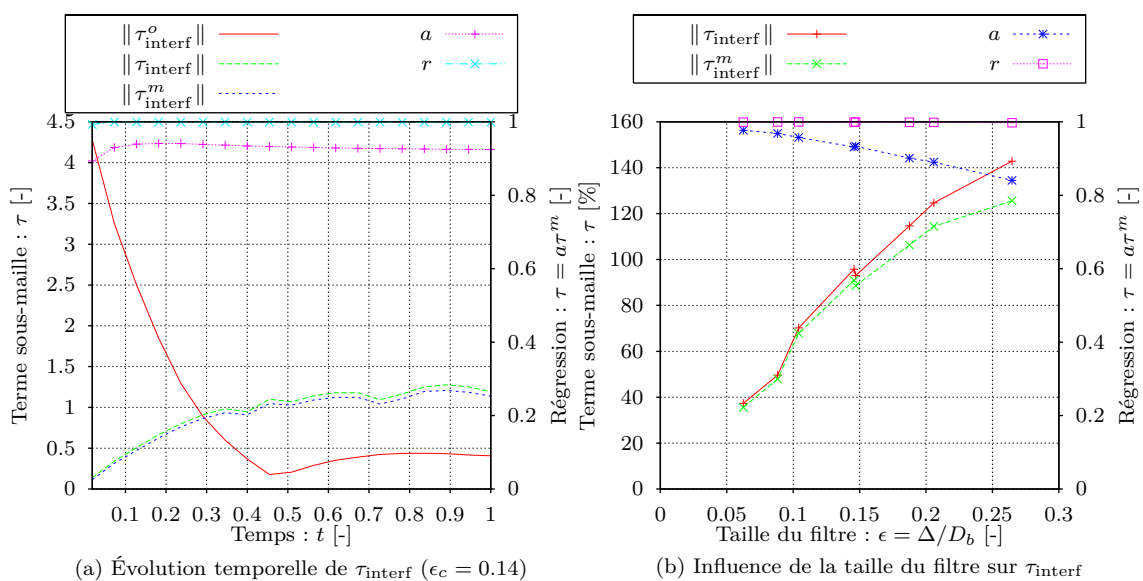 ‖τ^o_interf‖
‖τ_interf‖
‖τ^m_interf‖
a
r
4.5
4
3.5
3
2.5
2
1.5
1
0.5
0
Terme sous-maille : τ [-]
0.1 0.2 0.3 0.4 0.5 0.6 0.7 0.8 0.9 1
Temps : t [-]
1
0.8
0.6
0.4
0.2
0
Régression : τ = aτ^m [-]
(a) Évolution temporelle de τ_interf (ϵ_c = 0.14)
‖τ_interf‖
‖τ^m_interf‖
a
r
160
140
120
100
80
60
40
20
0
Terme sous-maille : τ [%]
0 0.05 0.1 0.15 0.2 0.25 0.3
Taille du filtre : ϵ = Δ/D_b [-]
1
0.8
0.6
0.4
0.2
0
Régression : τ = aτ^m [-]
(b) Influence de la taille du filtre sur τ_interf